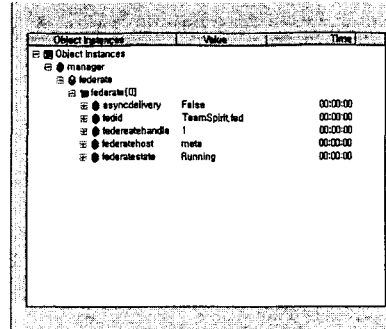 Object Instances Value Time
Object Instances
manager
federate
federate[0]
asyncdelivery False 00:00:00
fedid TeamSpirit.fed 00:00:00
federatehandle 1 00:00:00
federatehost meta 00:00:00
federatestate Running 00:00:00